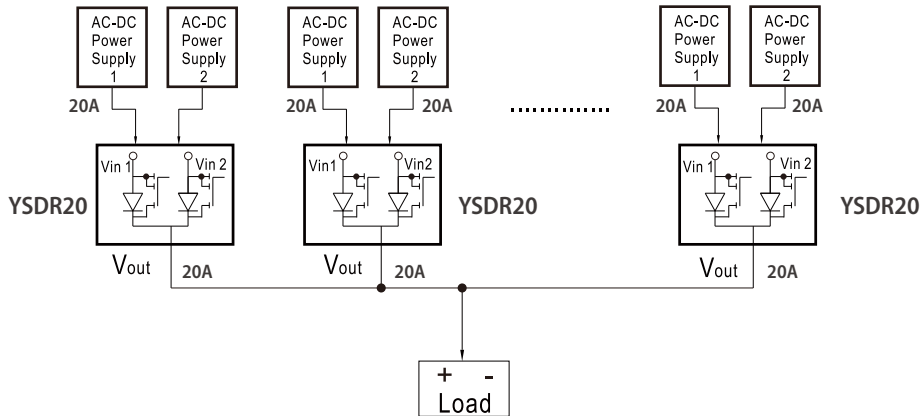 AC-DC
Power
Supply
1
AC-DC
Power
Supply
2
AC-DC
Power
Supply
1
AC-DC
Power
Supply
2
AC-DC
Power
Supply
1
AC-DC
Power
Supply
2
20A
20A
20A
20A
............
20A
20A
Vin 1
Vin 2
Vin1
Vin2
Vin 1
Vin 2
YSDR20
YSDR20
YSDR20
Vout
20A
Vout
20A
Vout
20A
+ -
Load